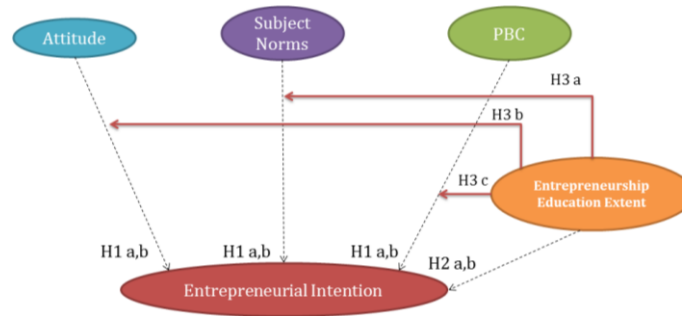 Attitude
Subject
Norms
PBC
H3 a
H3 b
H3 c
Entrepreneurship
Education Extent
H1 a,b
H1 a,b
H1 a,b
H2 a,b
Entrepreneurial Intention